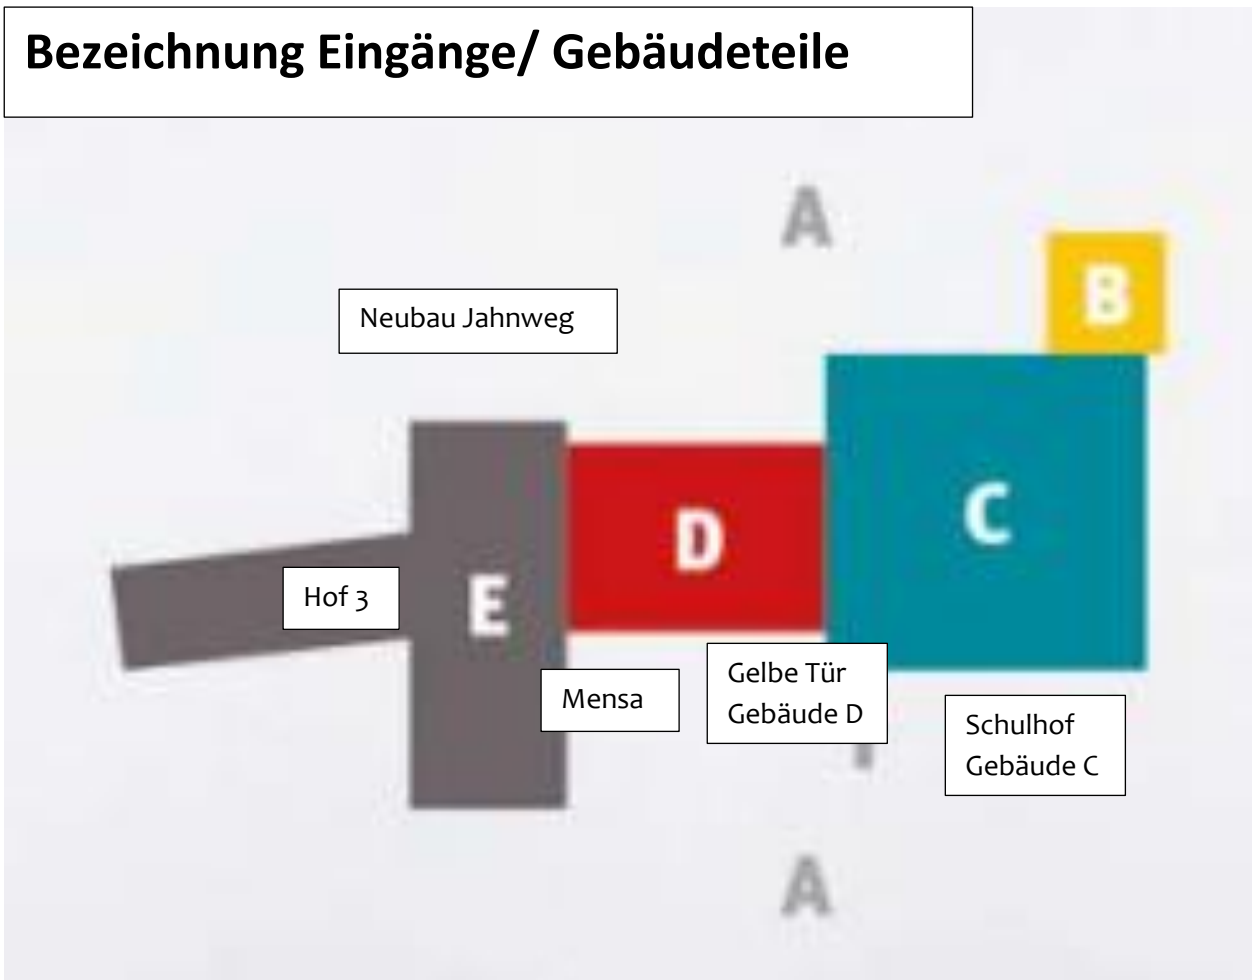 Bezeichnung Eingänge/ Gebäudeteile
A
B
Neubau Jahnweg
C
D
E
Hof 3
Mensa
Gelbe Tür
Gebäude D
Schulhof
Gebäude C
A